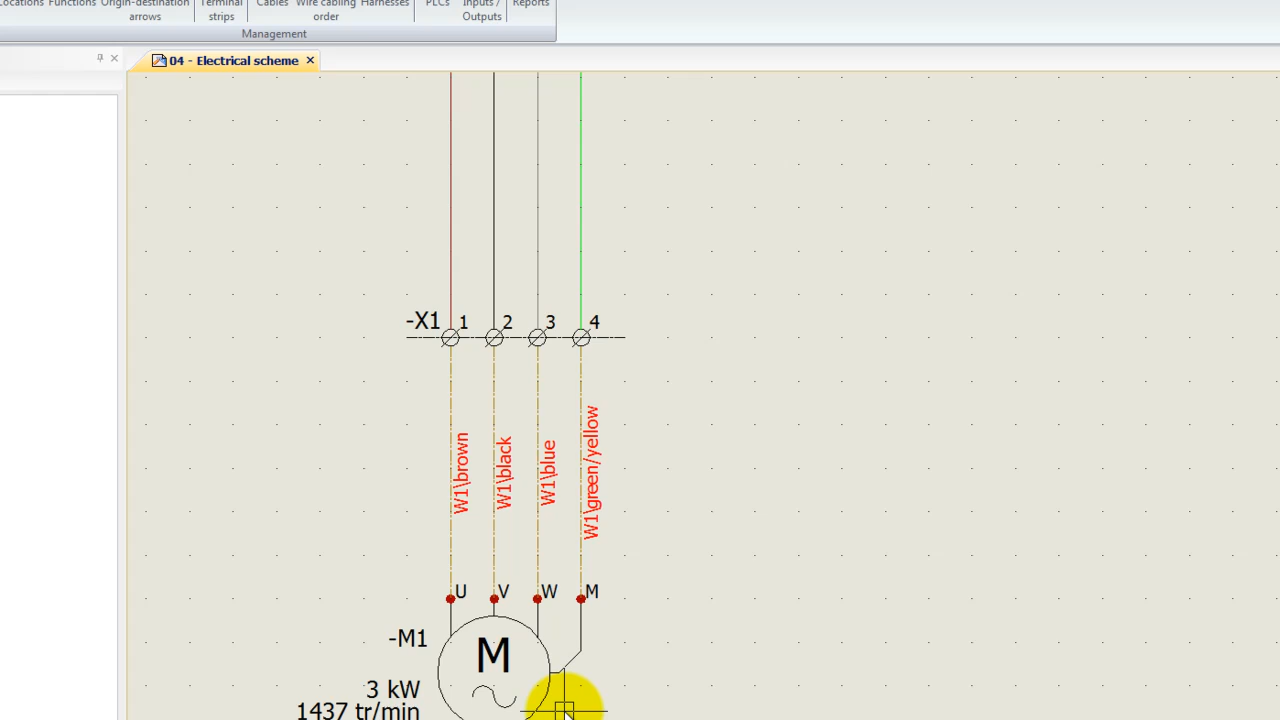 Locations Functions Origin-destination arrows Terminal strips Cables Wire cabling order Harnesses PLCs Inputs / Outputs Reports
Management
04 - Electrical scheme
-X1 1 2 3 4
W1\brown
W1\black
W1\blue
W1\green/yellow
U V W M
-M1
M
3 kW
1437 tr/min